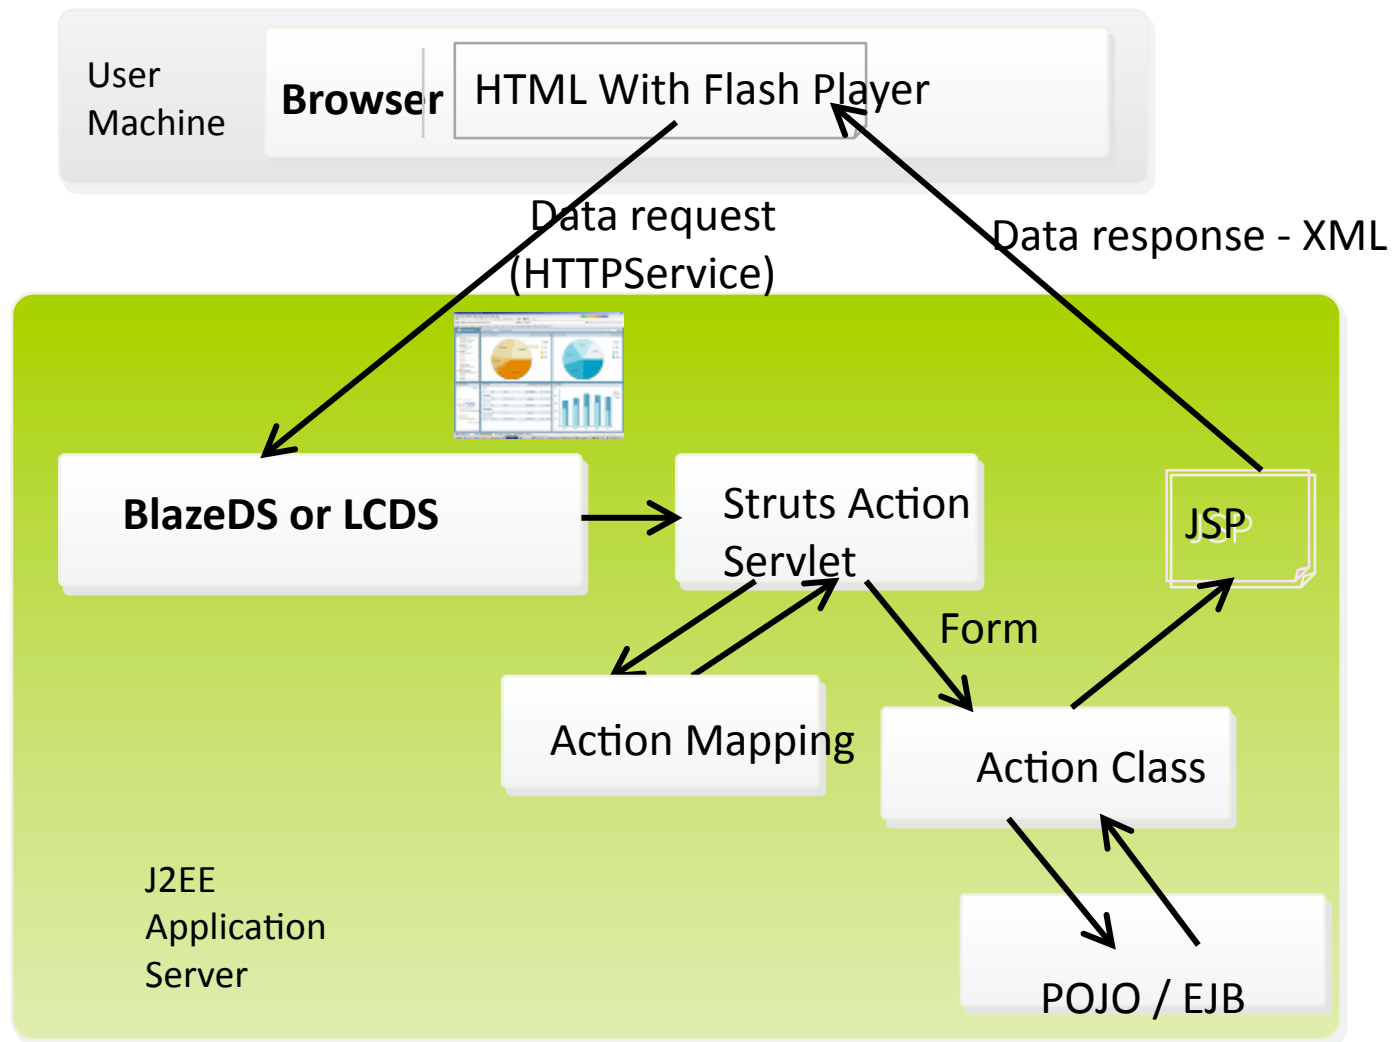 User
Machine
Browser
HTML With Flash Player
Data request
(HTTPService)
Data response - XML
BlazeDS or LCDS
Struts Action
Servlet
JSP
Form
Action Mapping
Action Class
J2EE
Application
Server
POJO / EJB